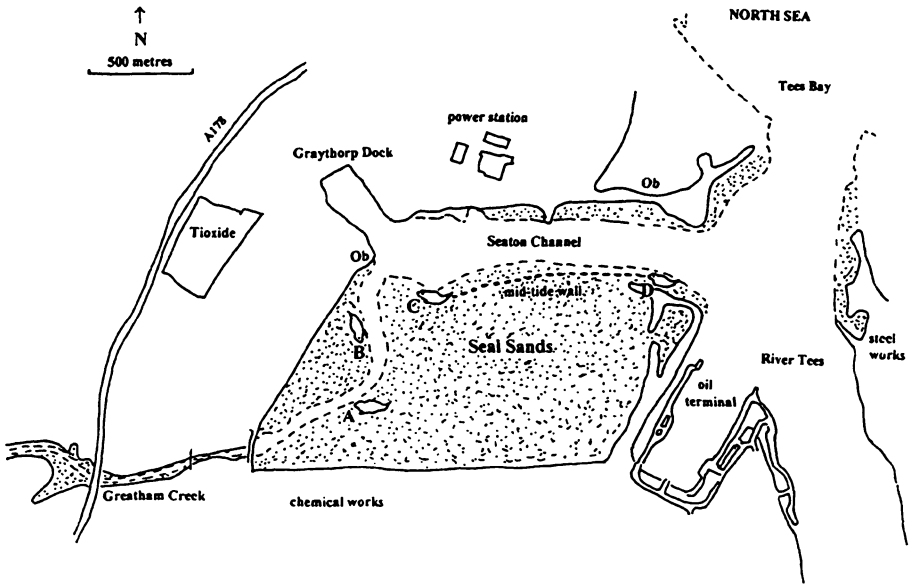 NORTH SEA
N
500 metres
Tees Bay
A178
power station
Graythorp Dock
Ob
Tioxide
Seaton Channel
Ob
mid-tide wall
D
C
B
Seal Sands
steel
works
River Tees
oil
terminal
A
Greatham Creek
chemical works